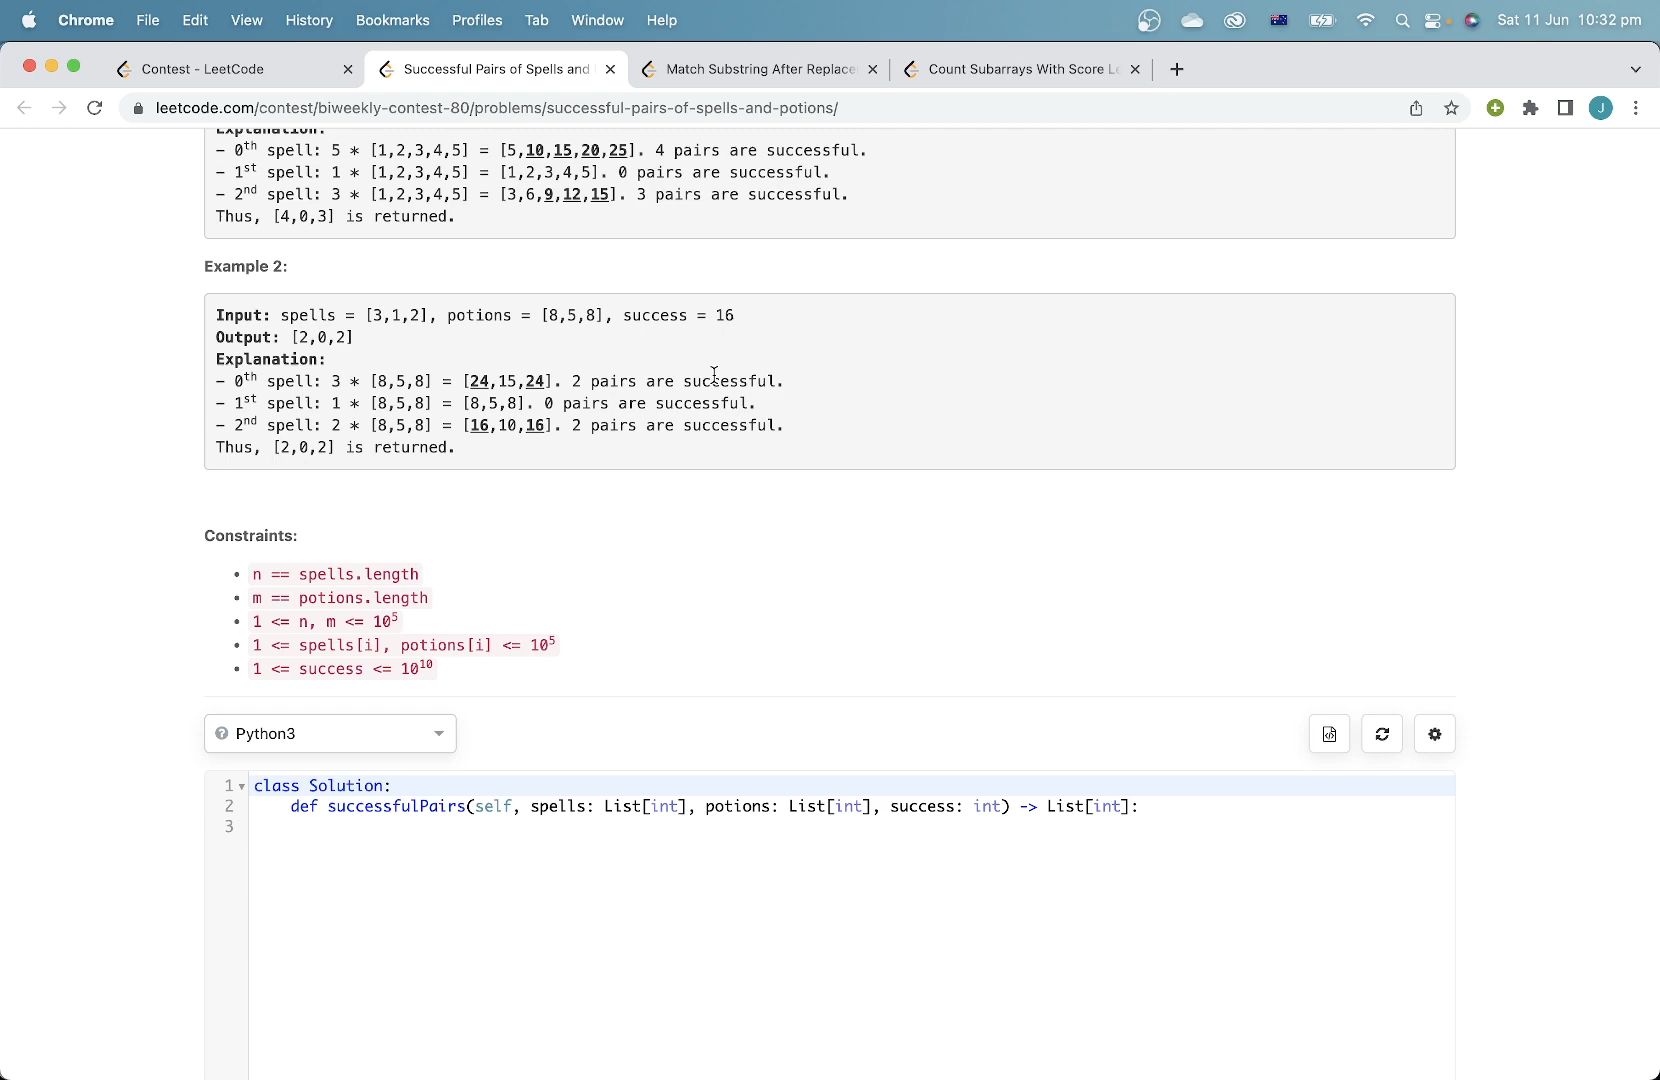 Chrome File Edit View History Bookmarks Profiles Tab Window Help Sat 11 Jun 10:32 pm
Contest - LeetCode Successful Pairs of Spells and Match Substring After Replace Count Subarrays With Score Le
leetcode.com/contest/biweekly-contest-80/problems/successful-pairs-of-spells-and-potions/ J
Explanation:
- 0th spell: 5 * [1,2,3,4,5] = [5,10,15,20,25]. 4 pairs are successful.
- 1st spell: 1 * [1,2,3,4,5] = [1,2,3,4,5]. 0 pairs are successful.
- 2nd spell: 3 * [1,2,3,4,5] = [3,6,9,12,15]. 3 pairs are successful.
Thus, [4,0,3] is returned.
Example 2:
Input: spells = [3,1,2], potions = [8,5,8], success = 16
Output: [2,0,2]
Explanation:
- 0th spell: 3 * [8,5,8] = [24,15,24]. 2 pairs are successful.
- 1st spell: 1 * [8,5,8] = [8,5,8]. 0 pairs are successful.
- 2nd spell: 2 * [8,5,8] = [16,10,16]. 2 pairs are successful.
Thus, [2,0,2] is returned.
Constraints:
• n == spells.length
• m == potions.length
• 1 <= n, m <= 10⁵
• 1 <= spells[i], potions[i] <= 10⁵
• 1 <= success <= 10¹⁰
Python3
1 class Solution:
2     def successfulPairs(self, spells: List[int], potions: List[int], success: int) -> List[int]:
3